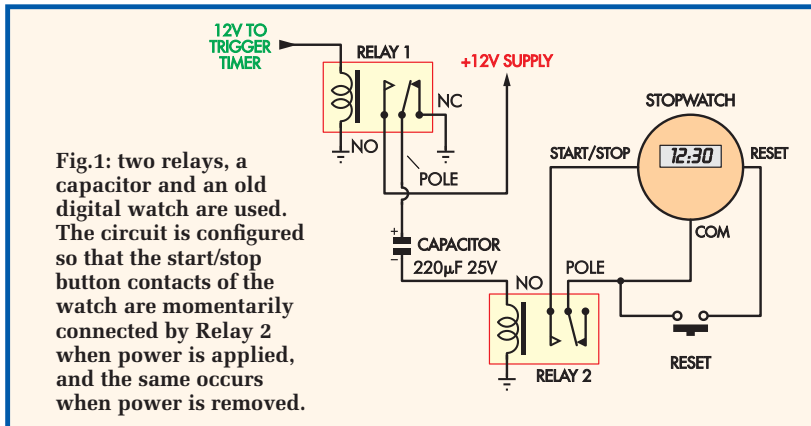 12V TO
TRIGGER
TIMER
RELAY 1
+12V SUPPLY
NC
NO
POLE
STOPWATCH
12:30
START/STOP
RESET
COM
Fig.1: two relays, a
capacitor and an old
digital watch are used.
The circuit is configured
so that the start/stop
button contacts of the
watch are momentarily
connected by Relay 2
when power is applied,
and the same occurs
when power is removed.
+
CAPACITOR
–
220µF 25V
NO
POLE
RELAY 2
RESET